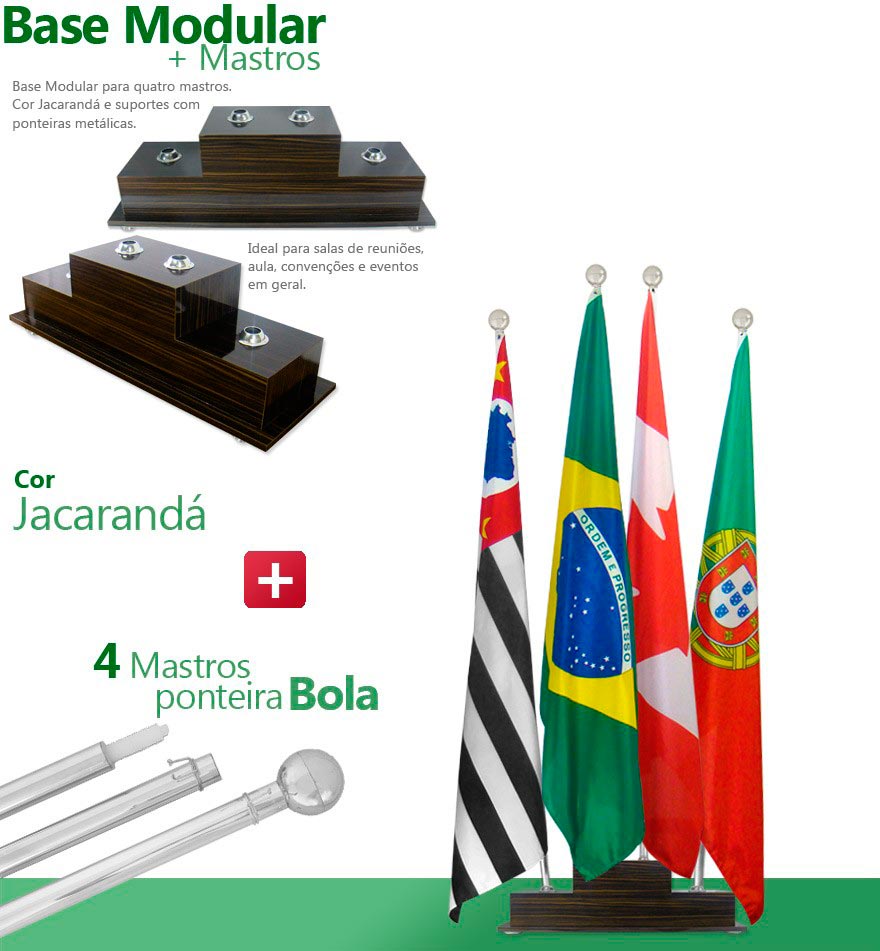 Base Modular
+ Mastros
Base Modular para quatro mastros.
Cor Jacarandá e suportes com
ponteiras metálicas.
Ideal para salas de reuniões,
aula, convenções e eventos
em geral.
Cor
Jacarandá
4 Mastros
ponteira Bola
ORDEM E PROGRESSO